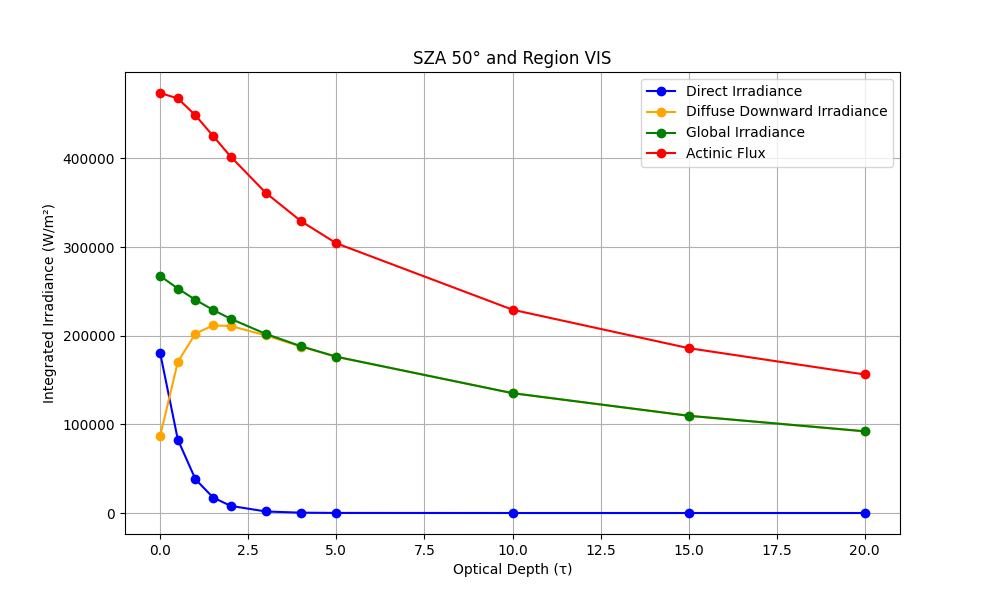 SZA 50° and Region VIS
Direct Irradiance
Diffuse Downward Irradiance
Global Irradiance
Actinic Flux
Integrated Irradiance (W/m²)
400000
300000
200000
100000
0
0.0 2.5 5.0 7.5 10.0 12.5 15.0 17.5 20.0
Optical Depth (τ)